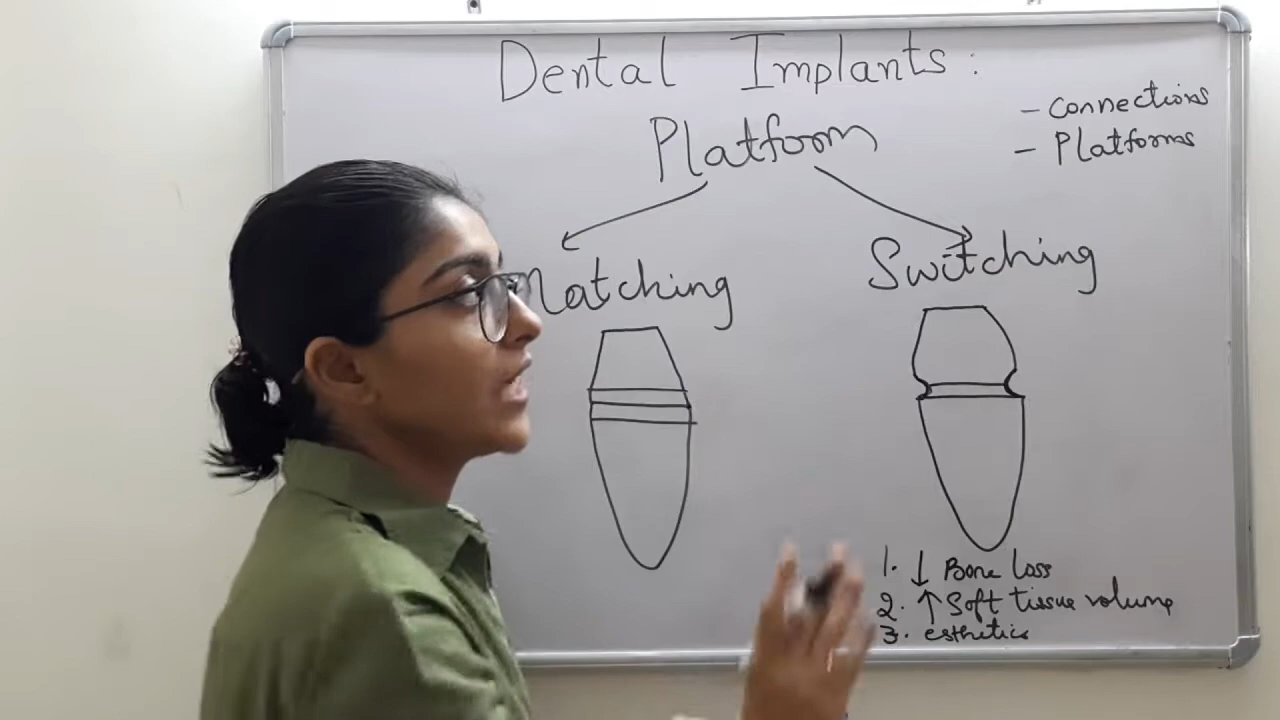 Dental Implants:
- Connections
- Platforms
Platform
Matching
Switching
1. ↓ Bone loss
2. ↑ Soft tissue volume
3. esthetics